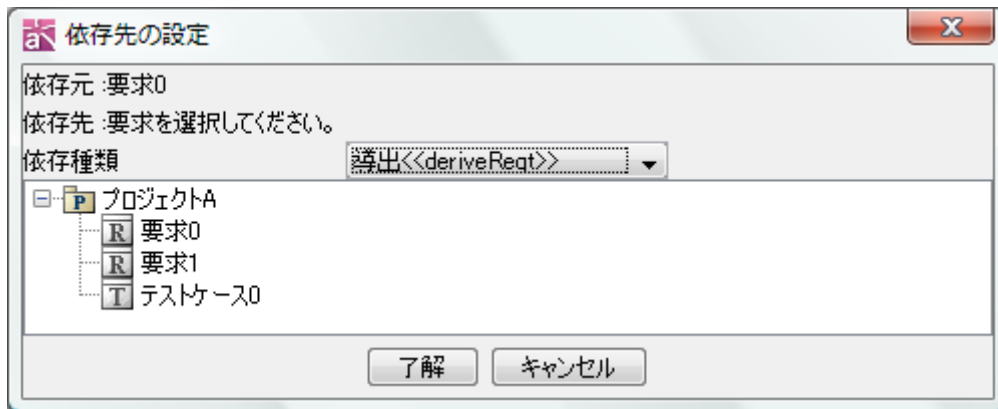 依存先の設定
依存元 :要求0
依存先 :要求を選択してください。
依存種類 導出<<deriveReqt>>
プロジェクトA
R 要求0
R 要求1
T テストケース0
了解 キャンセル